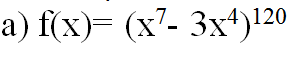 a) f(x)= (x⁷- 3x⁴)¹²⁰